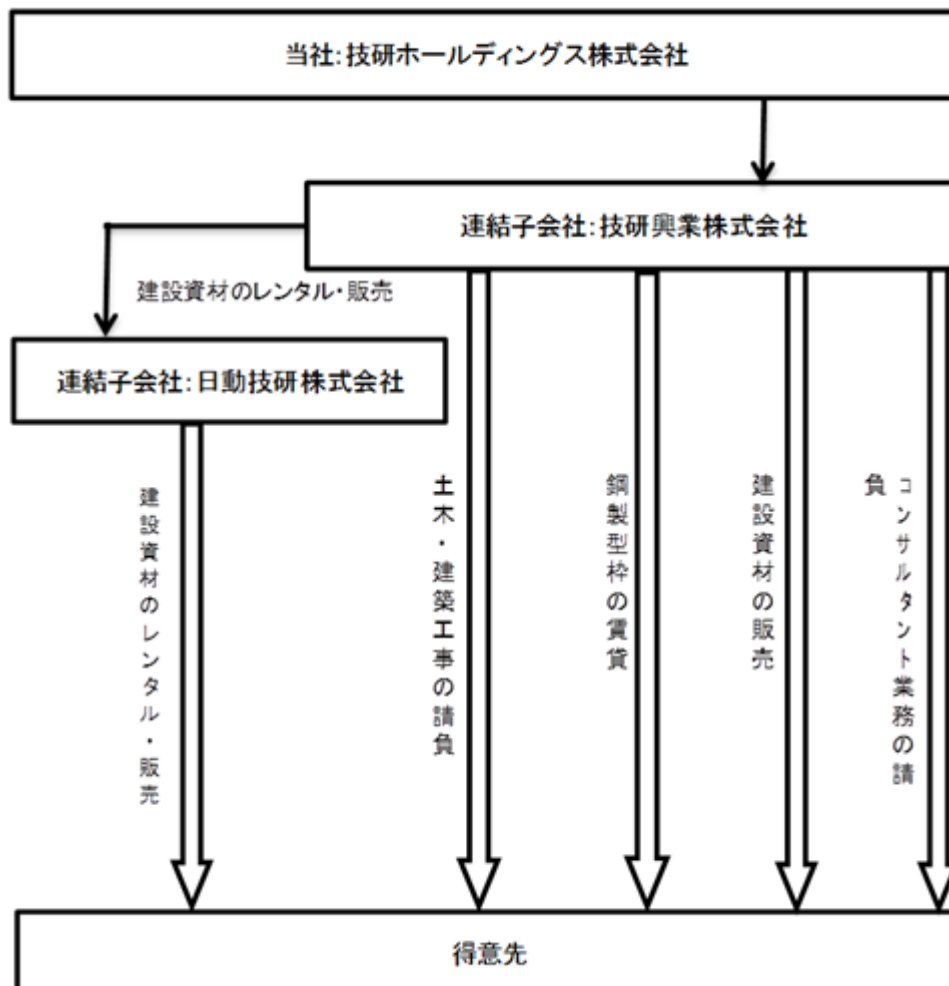 当社:技研ホールディングス株式会社
連結子会社:技研興業株式会社
建設資材のレンタル・販売
連結子会社:日動技研株式会社
建設資材のレンタル・販売
土木・建築工事の請負
鋼製型枠の賃貸
建設資材の販売
コンサルタント業務の請
負
得意先